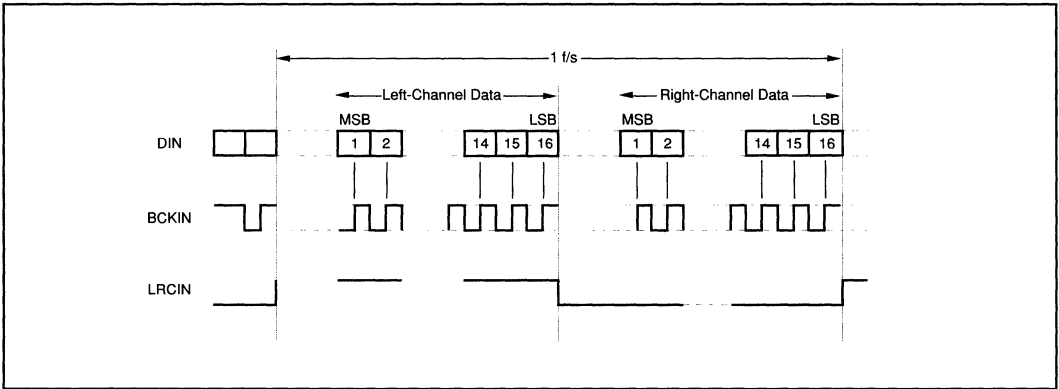 1 f/s
Left-Channel Data
Right-Channel Data
MSB LSB MSB LSB
DIN 1 2 14 15 16 1 2 14 15 16
BCKIN
LRCIN